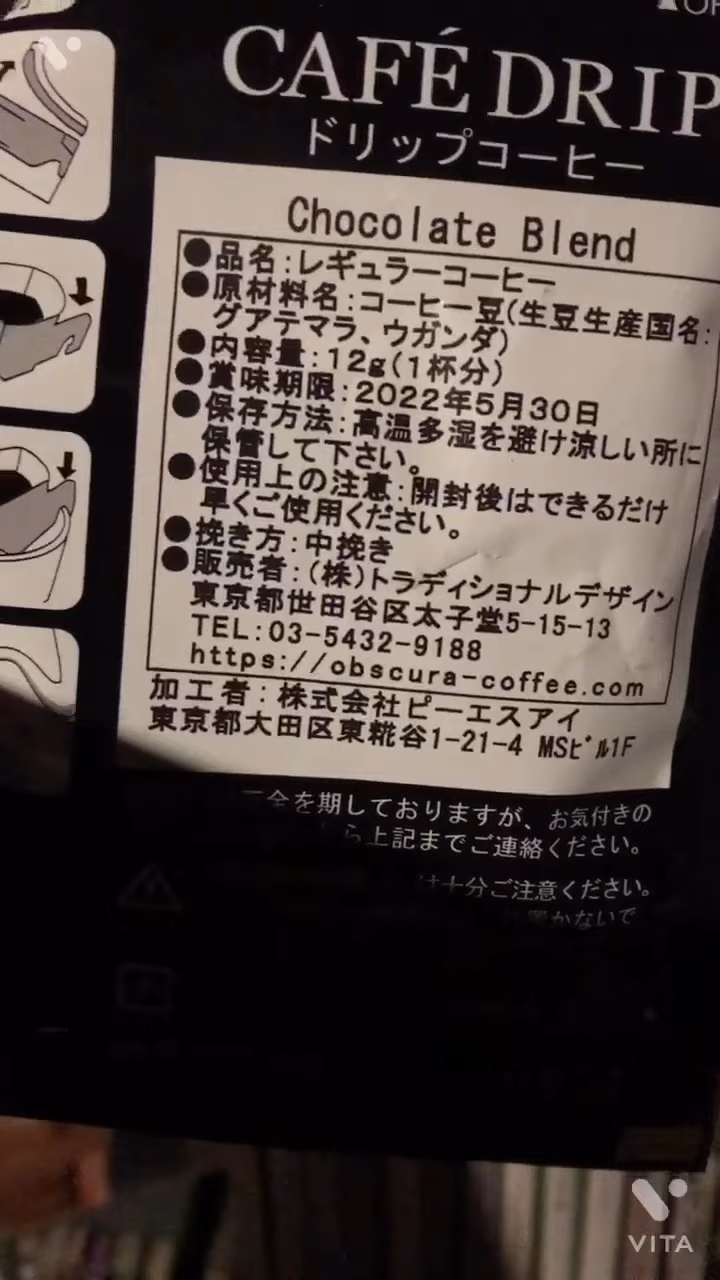 CAFÉ DRIP
ドリップコーヒー
Chocolate Blend
●品名:レギュラーコーヒー
●原材料名:コーヒー豆(生豆生産国名:
グアテマラ、ウガンダ)
●内容量:12g(1杯分)
●賞味期限:2022年5月30日
●保存方法:高温多湿を避け涼しい所に
保管して下さい。
●使用上の注意:開封後はできるだけ
早くご使用ください。
●挽き方:中挽き
●販売者:(株)トラディショナルデザイン
東京都世田谷区太子堂5-15-13
TEL:03-5432-9188
https://obscura-coffee.com
加工者:株式会社ピーエスアイ
東京都大田区東糀谷1-21-4 MSビル1F
全を期しておりますが、お気付きの
ら上記までご連絡ください。
は十分ご注意ください。
置かないで
VITA